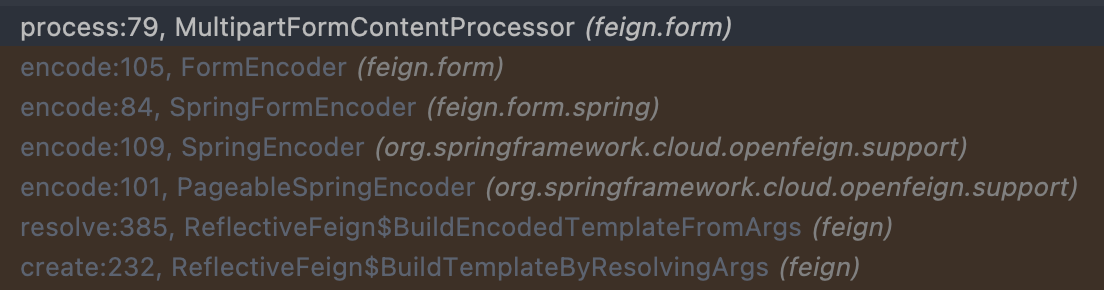 process:79, MultipartFormContentProcessor (feign.form)
encode:105, FormEncoder (feign.form)
encode:84, SpringFormEncoder (feign.form.spring)
encode:109, SpringEncoder (org.springframework.cloud.openfeign.support)
encode:101, PageableSpringEncoder (org.springframework.cloud.openfeign.support)
resolve:385, ReflectiveFeign$BuildEncodedTemplateFromArgs (feign)
create:232, ReflectiveFeign$BuildTemplateByResolvingArgs (feign)